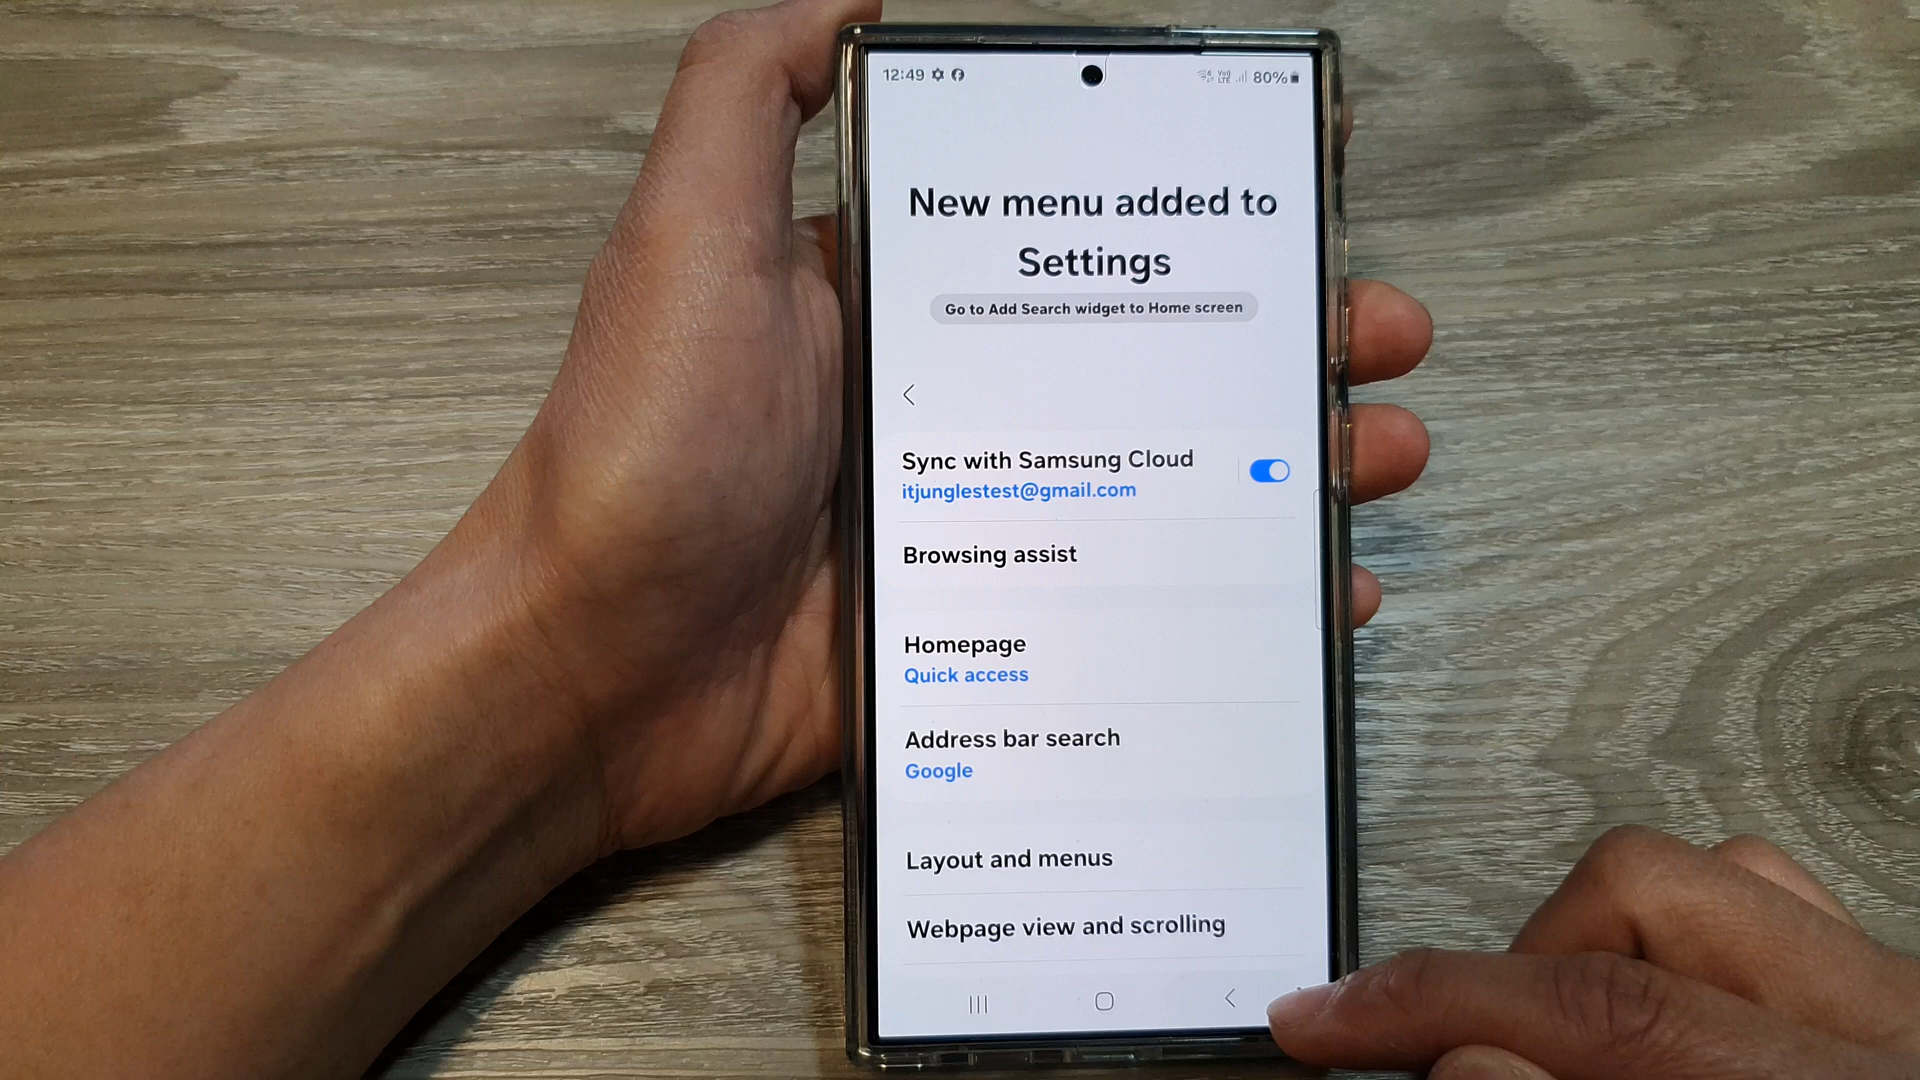 12:49
VoD LTE 80%
New menu added to
Settings
Go to Add Search widget to Home screen
Sync with Samsung Cloud
itjunglestest@gmail.com
Browsing assist
Homepage
Quick access
Address bar search
Google
Layout and menus
Webpage view and scrolling